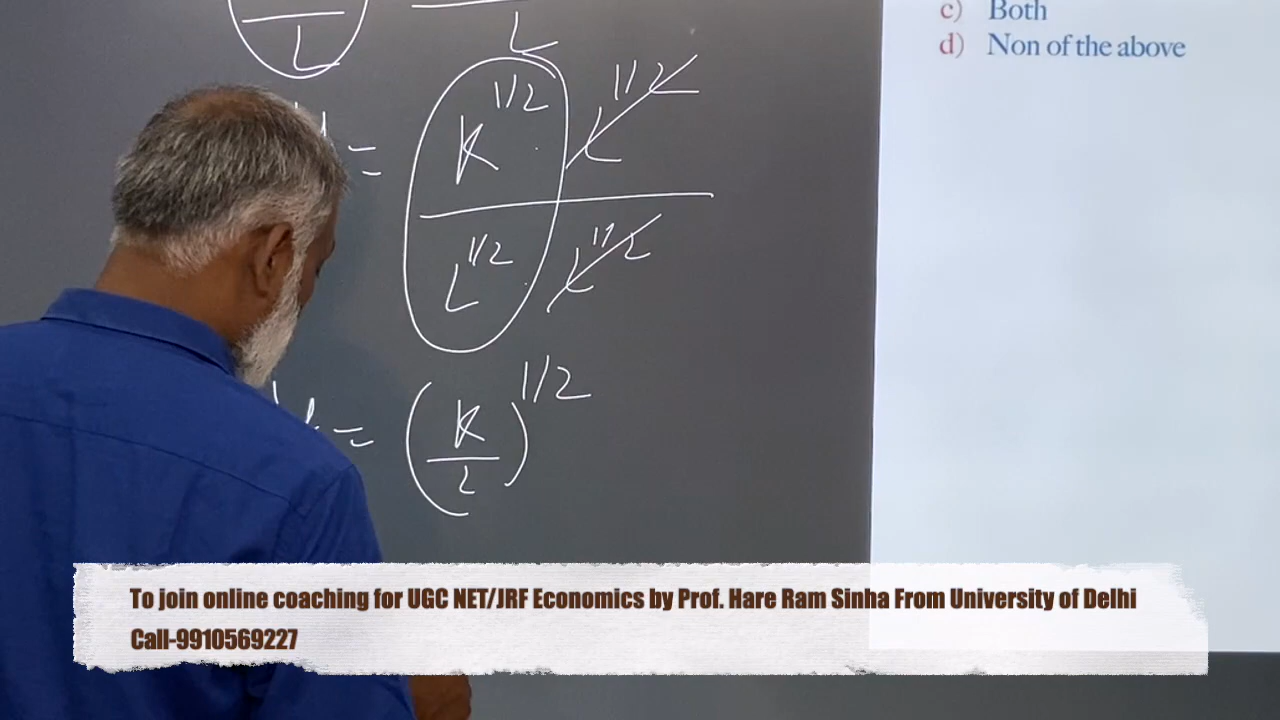 c) Both
d) Non of the above
L
L
= K^1/2 . L^1/2
L^1/2 . L^1/2
= (K/L)^1/2
To join online coaching for UGC NET/JRF Economics by Prof. Hare Ram Sinha From University of Delhi
Call-9910569227